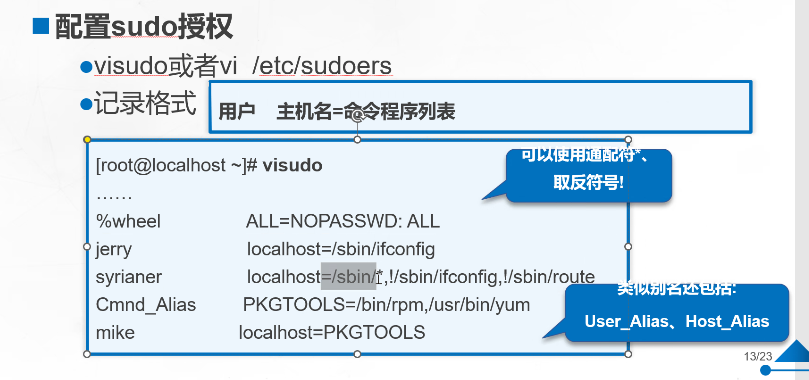 配置sudo授权
visudo或者vi /etc/sudoers
记录格式
用户 主机名=命令程序列表
[root@localhost ~]# visudo
可以使用通配符*、
取反符号!
……
%wheel ALL=NOPASSWD: ALL
jerry localhost=/sbin/ifconfig
syrianer localhost=/sbin/*,!/sbin/ifconfig,!/sbin/route
Cmnd_Alias PKGTOOLS=/bin/rpm,/usr/bin/yum
mike localhost=PKGTOOLS
类似别名还包括:
User_Alias、Host_Alias
13/23